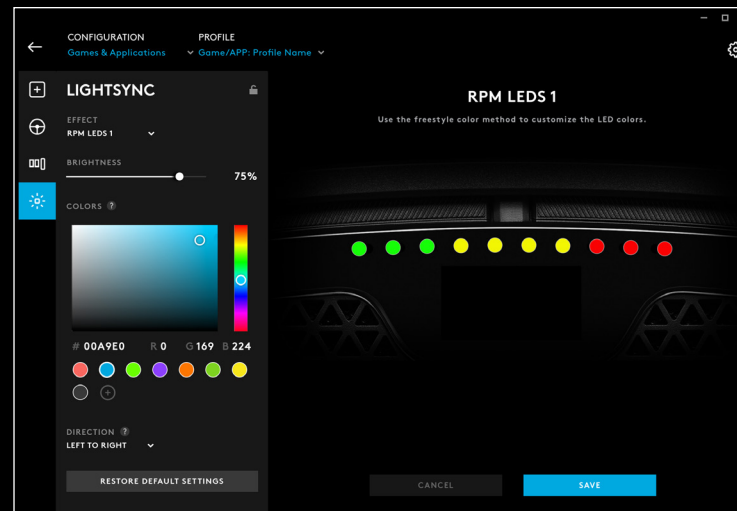 CONFIGURATION
PROFILE
Games & Applications
Game/APP: Profile Name
LIGHTSYNC
EFFECT
RPM LEDS 1
BRIGHTNESS
75%
COLORS ?
# 00A9E0 R 0 G 169 B 224
DIRECTION ?
LEFT TO RIGHT
RESTORE DEFAULT SETTINGS
RPM LEDS 1
Use the freestyle color method to customize the LED colors.
CANCEL
SAVE